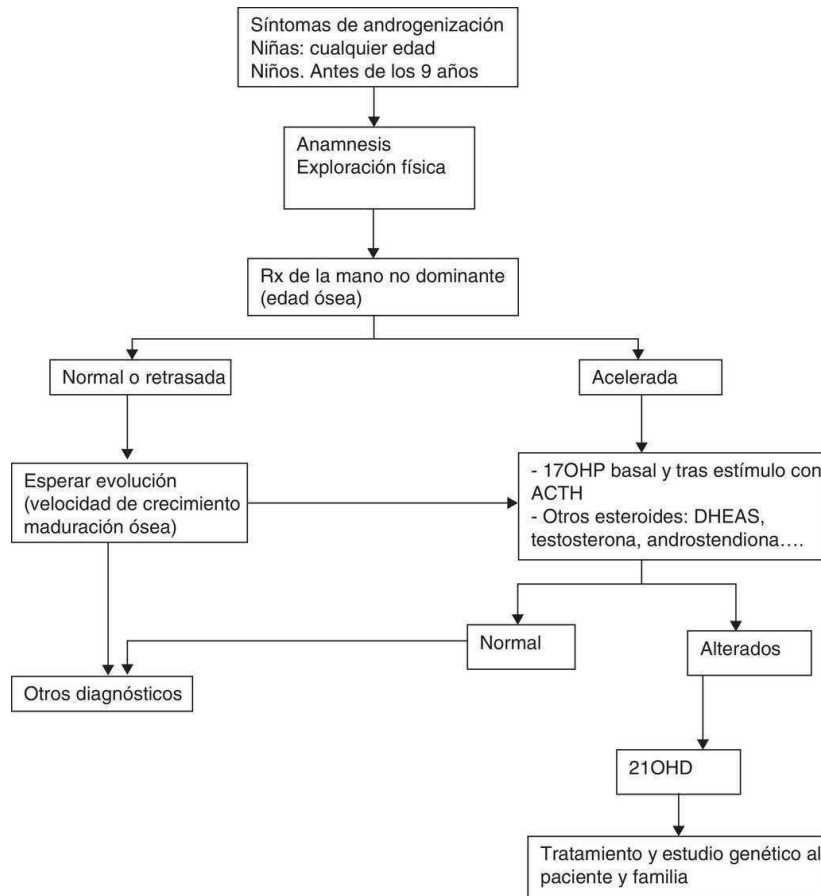 Síntomas de androgenización
Niñas: cualquier edad
Niños. Antes de los 9 años
Anamnesis
Exploración física
Rx de la mano no dominante
(edad ósea)
Normal o retrasada
Acelerada
Esperar evolución
(velocidad de crecimiento
maduración ósea)
- 17OHP basal y tras estímulo con
ACTH
- Otros esteroides: DHEAS,
testosterona, androstendiona....
Normal
Alterados
Otros diagnósticos
21OHD
Tratamiento y estudio genético al
paciente y familia